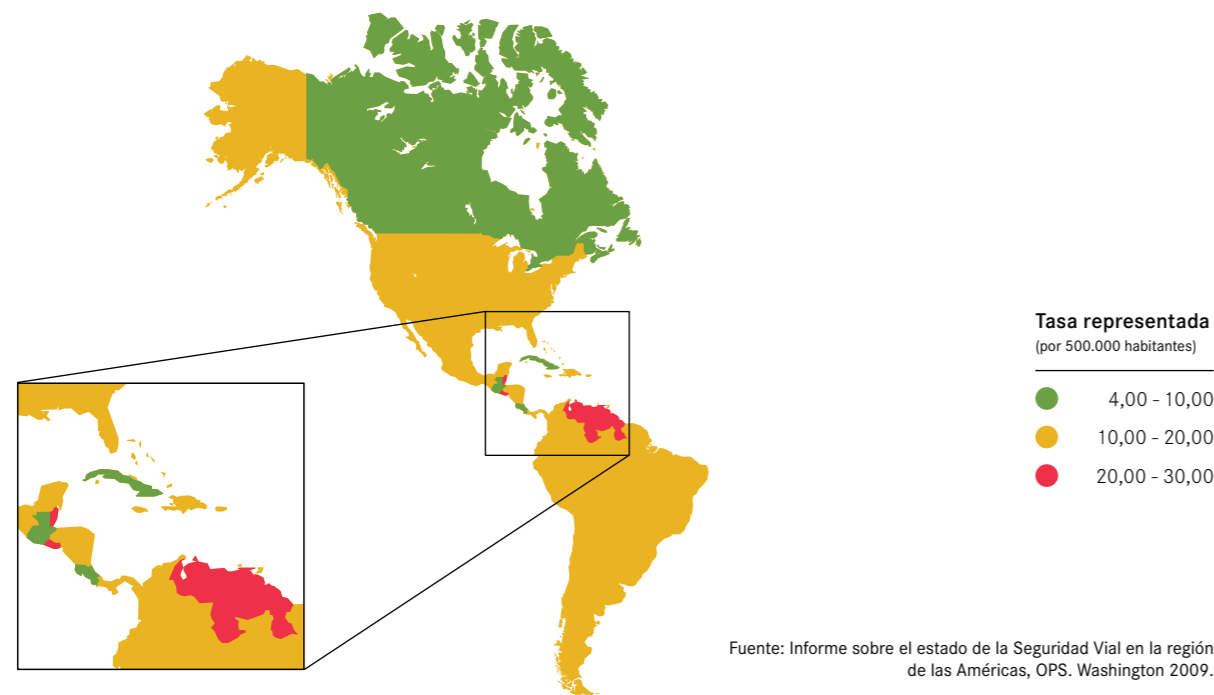 Tasa representada
(por 500.000 habitantes)
4,00 - 10,00
10,00 - 20,00
20,00 - 30,00
Fuente: Informe sobre el estado de la Seguridad Vial en la región
de las Américas, OPS. Washington 2009.